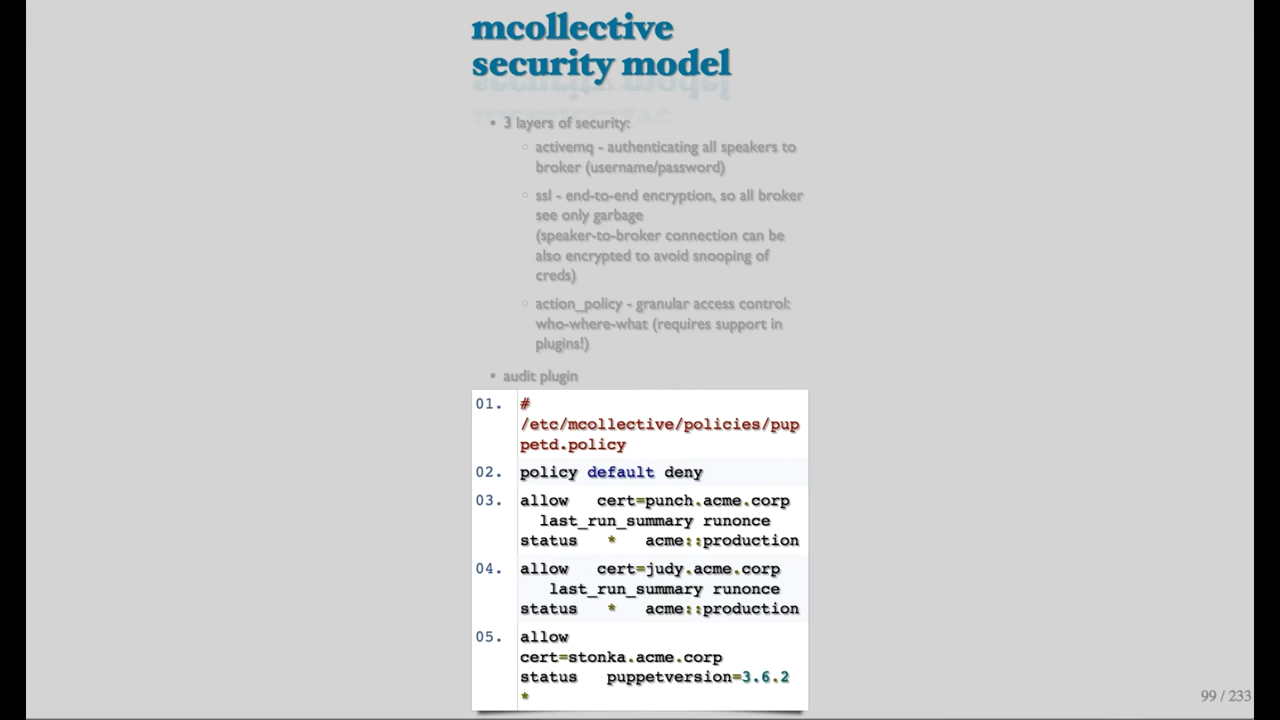 mcollective
security model
• 3 layers of security:
○ activemq - authenticating all speakers to
broker (username/password)
○ ssl - end-to-end encryption, so all broker
see only garbage
(speaker-to-broker connection can be
also encrypted to avoid snooping of
creds)
○ action_policy - granular access control:
who-where-what (requires support in
plugins!)
• audit plugin
01. #
/etc/mcollective/policies/pup
petd.policy
02. policy default deny
03. allow   cert=punch.acme.corp
last_run_summary runonce
status   *   acme::production
04. allow   cert=judy.acme.corp
last_run_summary runonce
status   *   acme::production
05. allow
cert=stonka.acme.corp
status   puppetversion=3.6.2
*
99 / 233